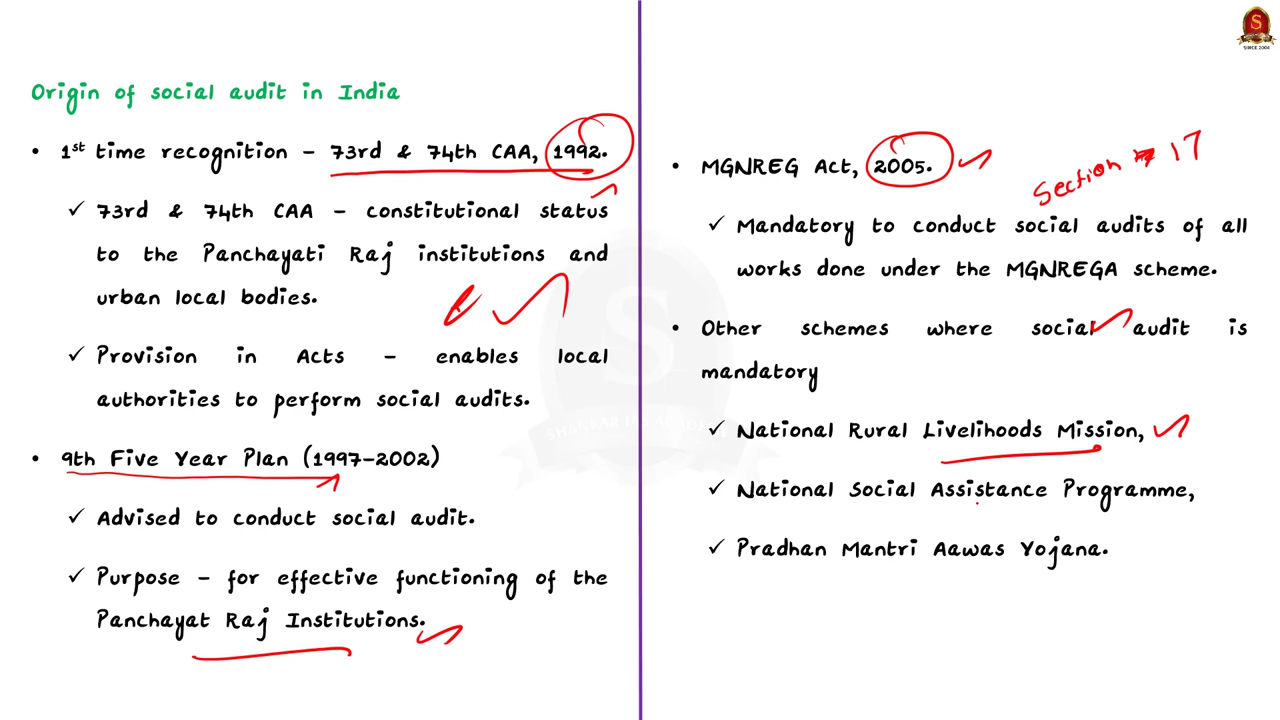 Origin of social audit in India
• 1st time recognition – 73rd & 74th CAA, 1992.
✓ 73rd & 74th CAA – constitutional status
to the Panchayati Raj institutions and
urban local bodies.
✓ Provision in Acts – enables local
authorities to perform social audits.
• 9th Five Year Plan (1997–2002)
✓ Advised to conduct social audit.
✓ Purpose – for effective functioning of the
Panchayat Raj Institutions.
• MGNREG Act, 2005.
Section 17
✓ Mandatory to conduct social audits of all
works done under the MGNREGA scheme.
• Other schemes where social audit is
mandatory
✓ National Rural Livelihoods Mission,
✓ National Social Assistance Programme,
✓ Pradhan Mantri Aawas Yojana.
S
SINCE 2004